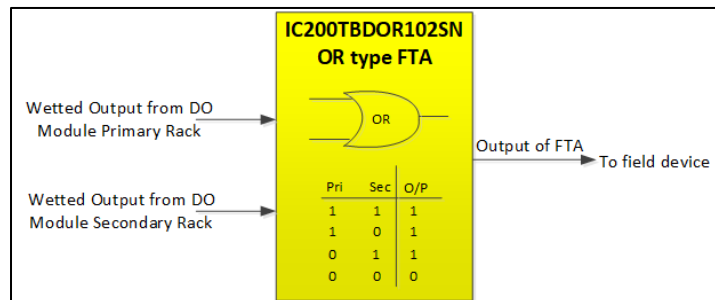 IC200TBDOR102SN
OR type FTA
Wetted Output from DO
Module Primary Rack
OR
Output of FTA
To field device
Wetted Output from DO
Module Secondary Rack
Pri Sec O/P
1 1 1
1 0 1
0 1 1
0 0 0